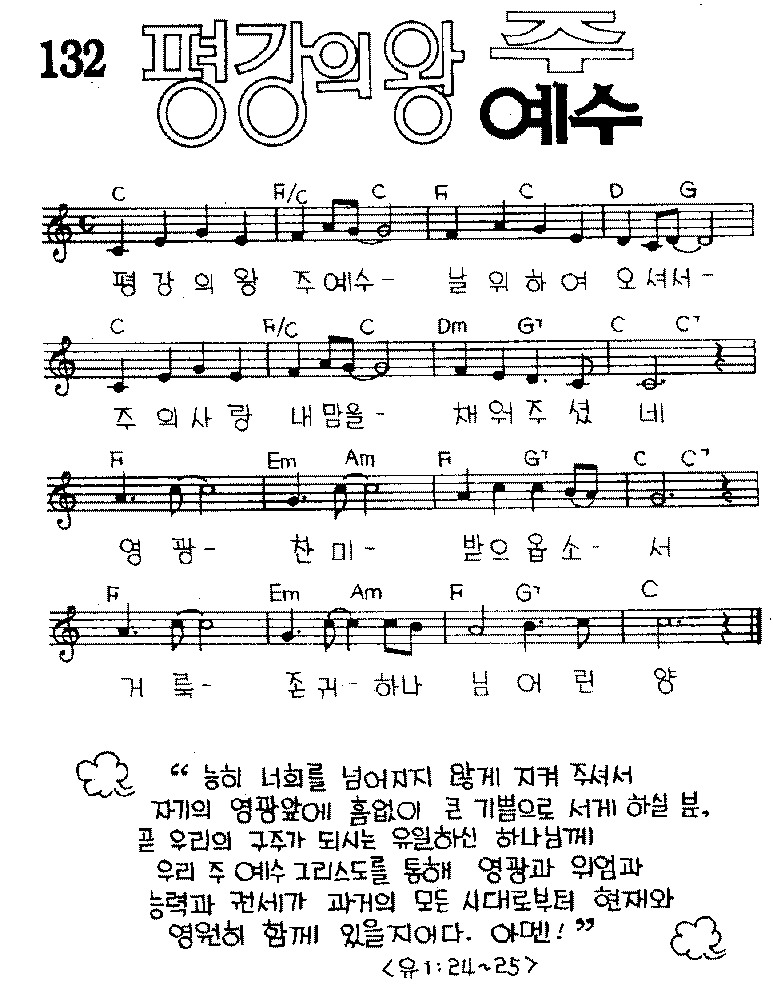 132 평강의 왕 주 예수
C F/C C F C D G
평 강 의 왕 주 예수- 날 위 하 여 오 셔서-
C F/C C Dm G7 C C7
주 의 사 랑 내 맘을- 채 워 주 셨 네
F Em Am F G7 C C7
영 광- 찬 미- 받으 옵 소- 서
F Em Am F G7 C
거 룩- 존 귀- 하나 님 어 린 양
“ 능히 너희를 넘어지지 않게 지켜 주셔서
자기의 영광앞에 흠없이 큰 기쁨으로 서게 하실 분,
곧 우리의 구주가 되시는 유일하신 하나님께
우리 주 예수 그리스도를 통해 영광과 위엄과
능력과 권세가 과거의 모든 시대로부터 현재와
영원히 함께 있을지어다. 아멘! ”
<유 1 : 24~25>